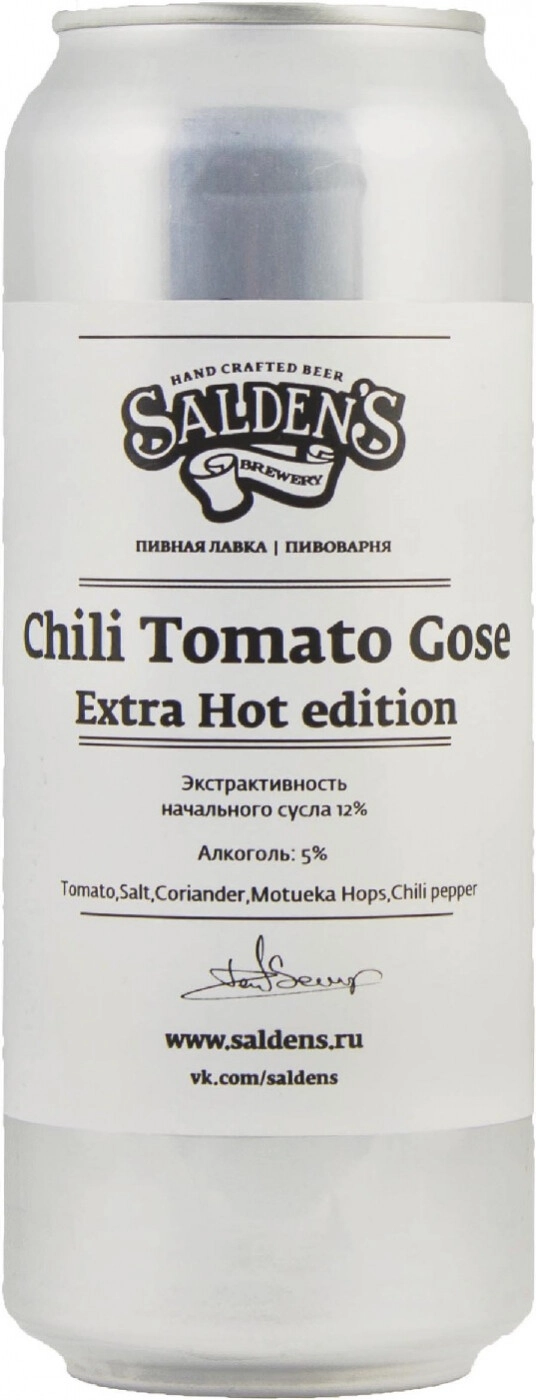 HAND CRAFTED BEER
SALDEN'S
BREWERY
ПИВНАЯ ЛАВКА | ПИВОВАРНЯ
Chili Tomato Gose
Extra Hot edition
Экстрактивность
начального сусла 12%
Алкоголь: 5%
Tomato,Salt,Coriander,Motueka Hops,Chili pepper
www.saldens.ru
vk.com/saldens